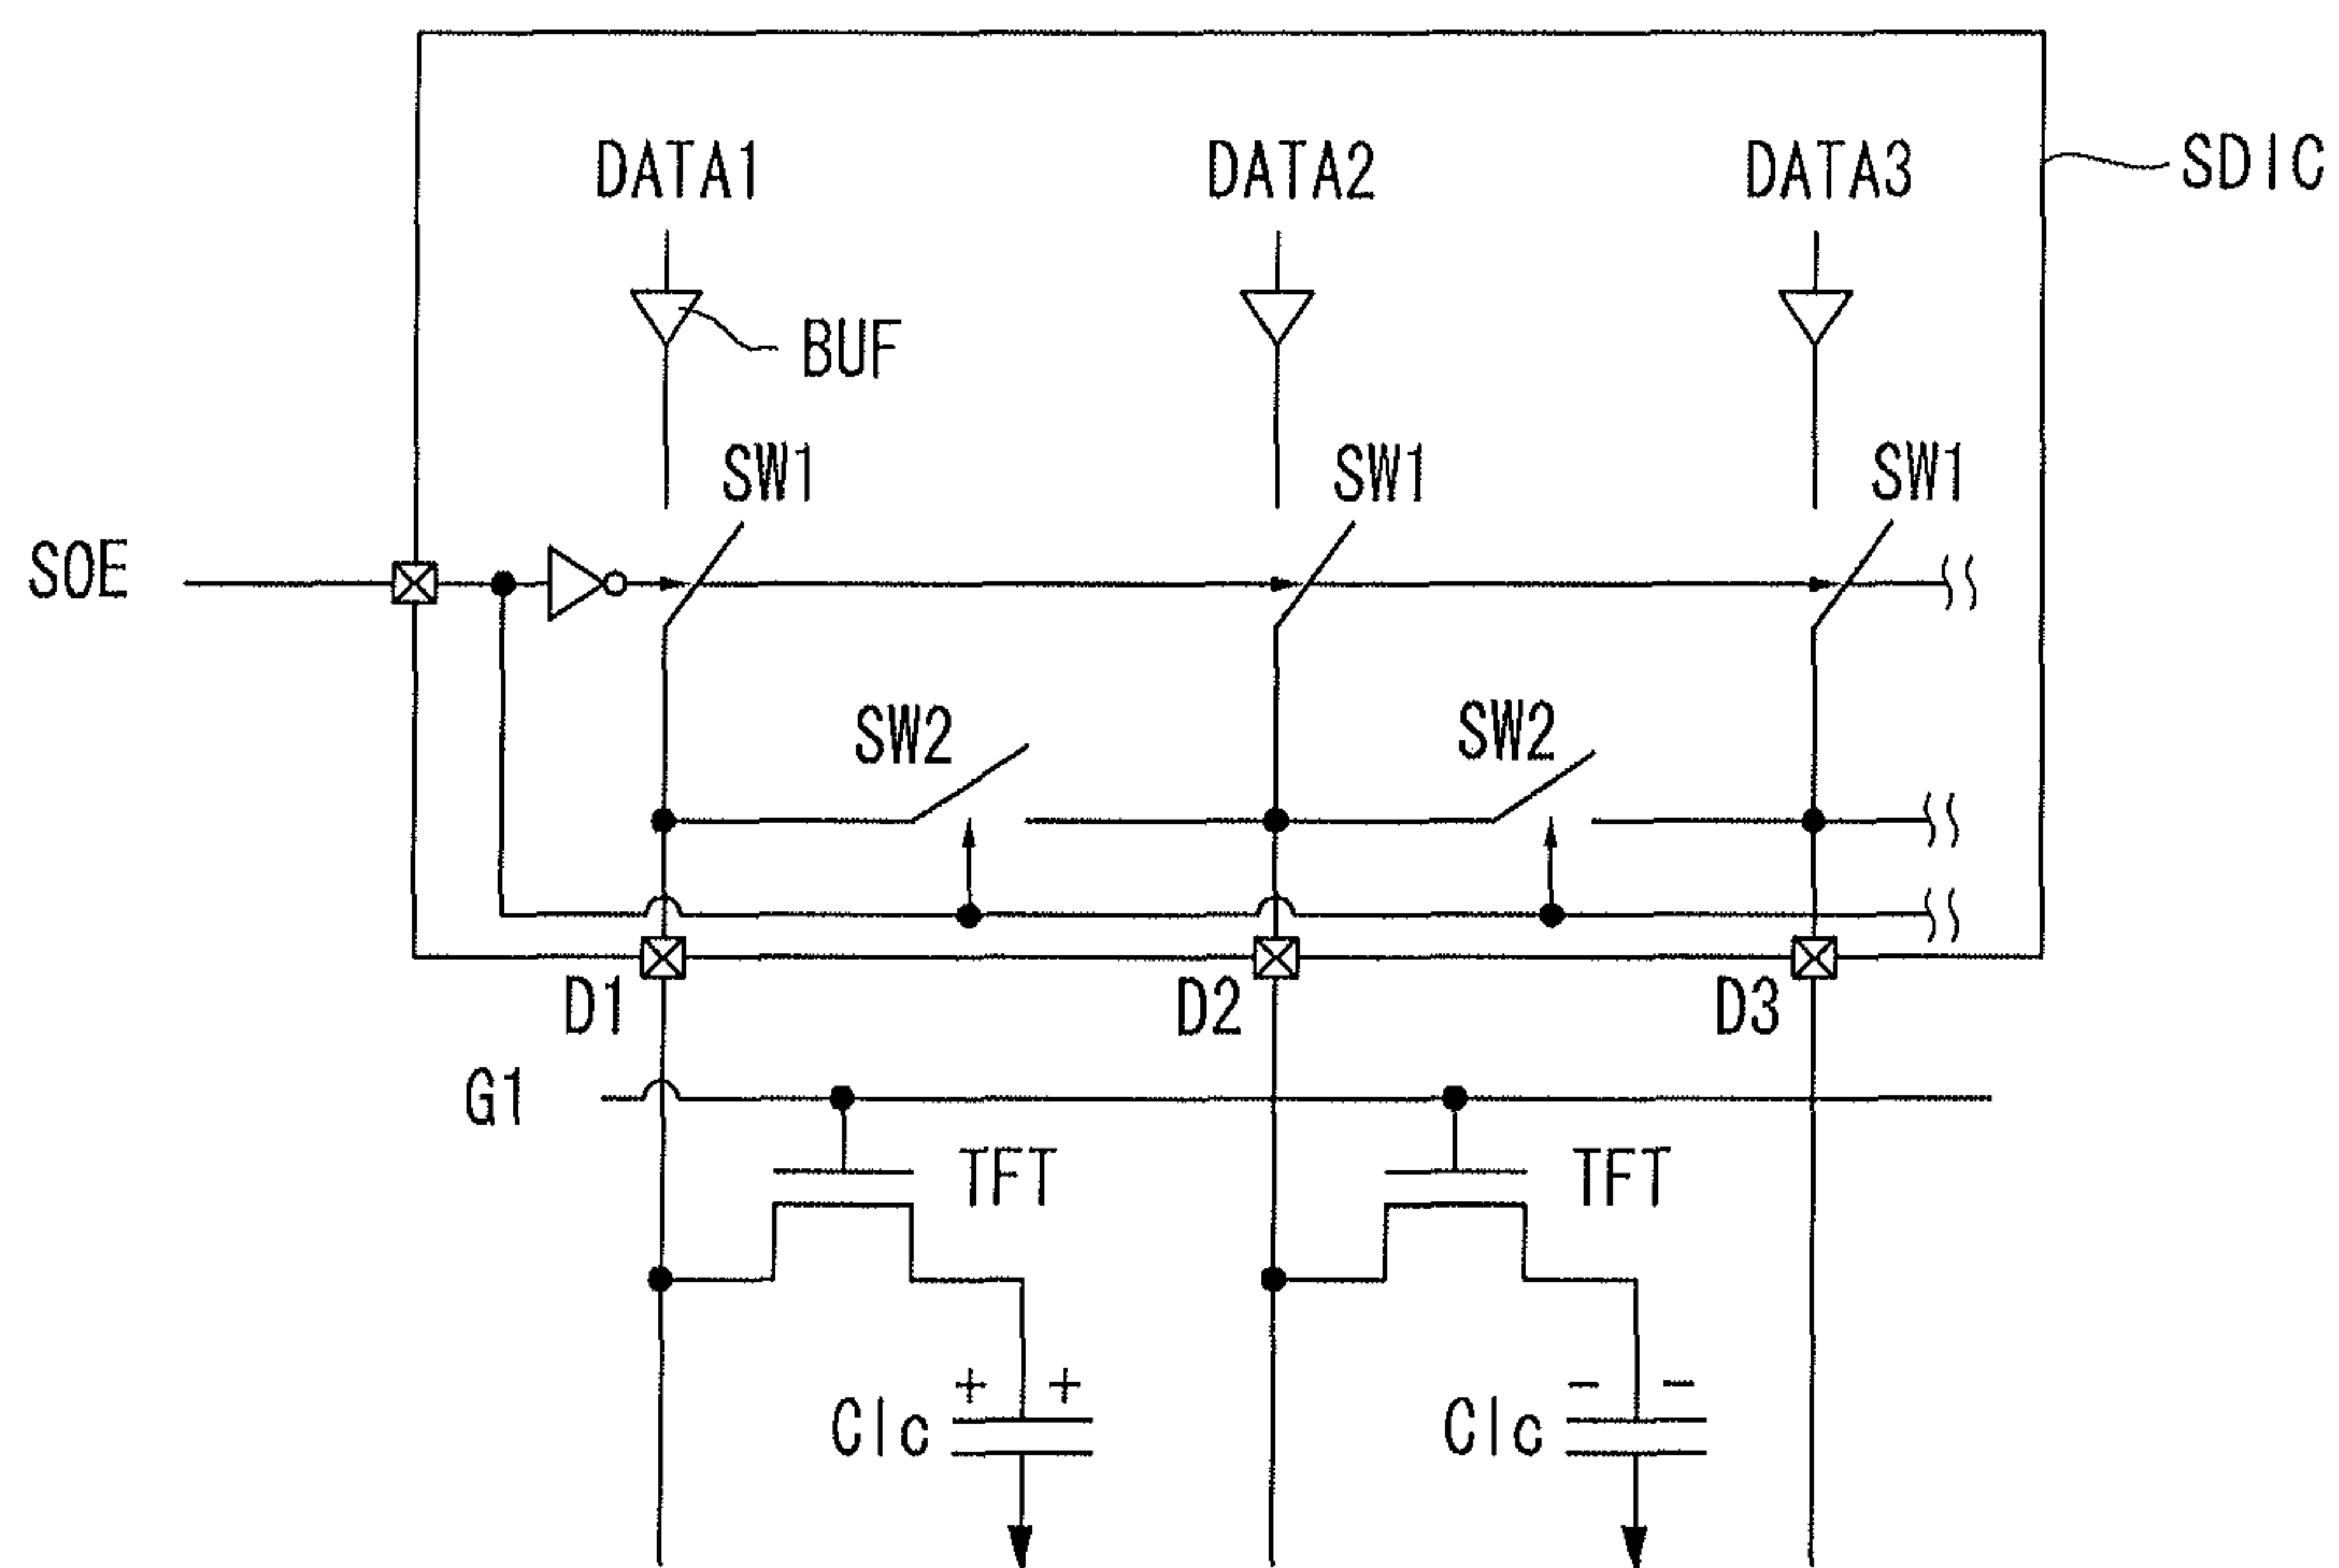 DATA1 DATA2 DATA3 SDIC
BUF
SW1 SW1 SW1
SOE
SW2 SW2
D1 D2 D3
G1
TFT TFT
+ + - -
Clc Clc